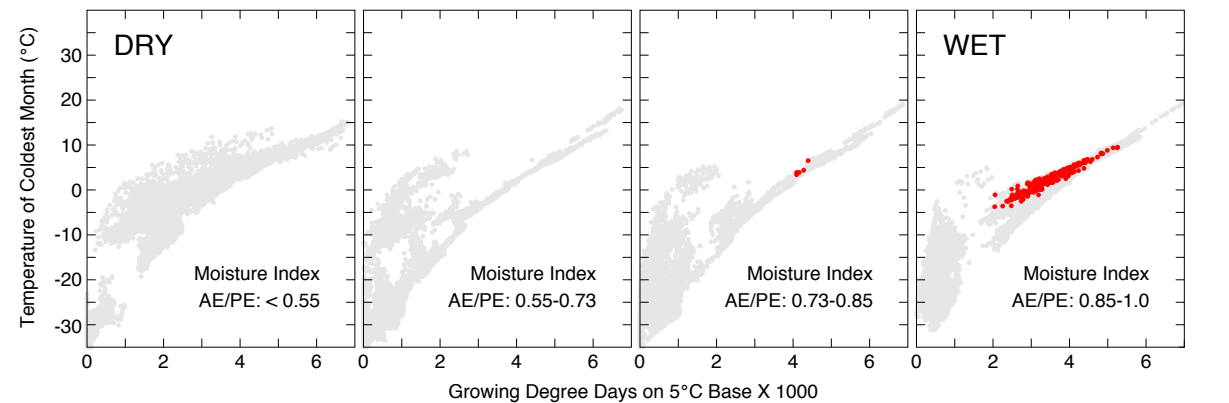 Temperature of Coldest Month (°C)
DRY
WET
30
20
10
0
-10
-20
-30
Moisture Index
AE/PE: < 0.55
Moisture Index
AE/PE: 0.55-0.73
Moisture Index
AE/PE: 0.73-0.85
Moisture Index
AE/PE: 0.85-1.0
0 2 4 6 0 2 4 6 0 2 4 6 0 2 4 6
Growing Degree Days on 5°C Base X 1000